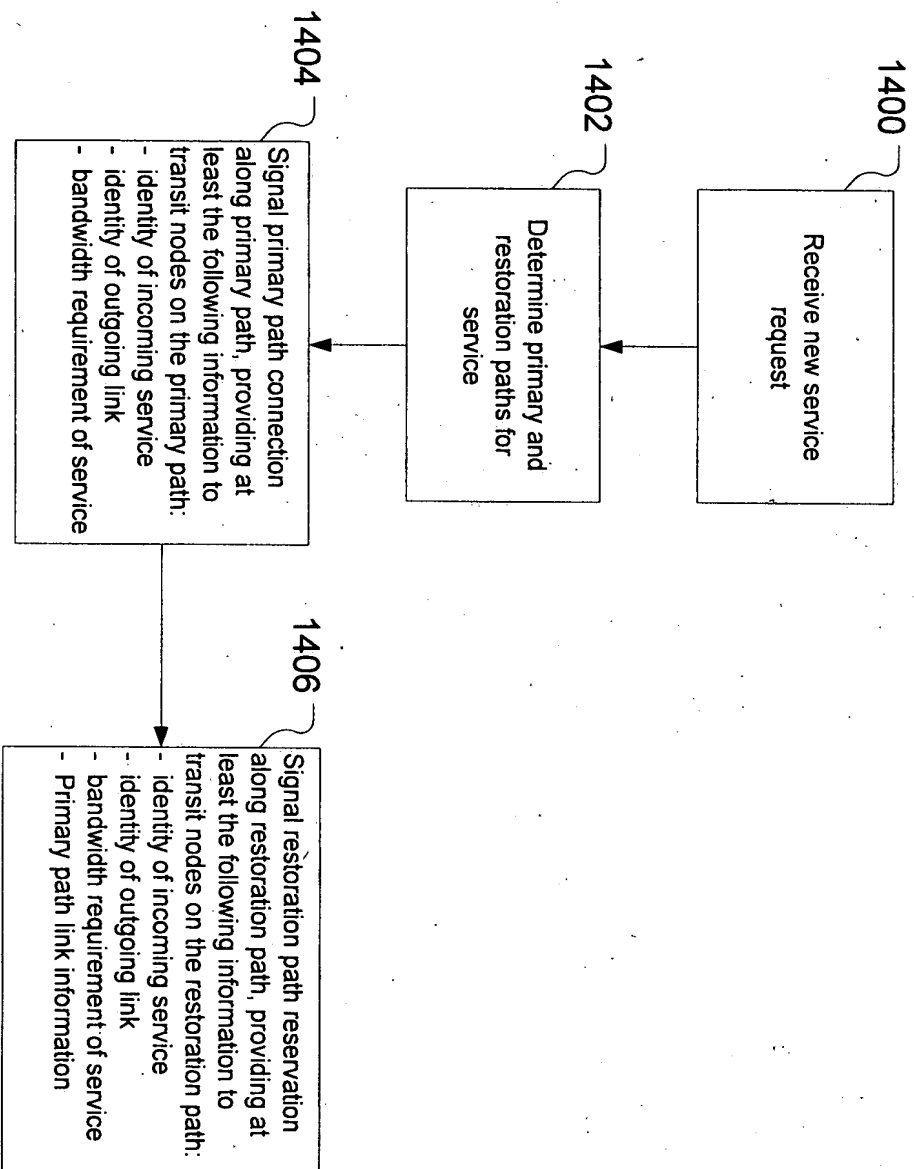 1400
Receive new service
request
1402
Determine primary and
restoration paths for
service
1404
Signal primary path connection
along primary path, providing at
least the following information to
transit nodes on the primary path:
- identity of incoming service
- identity of outgoing link
- bandwidth requirement of service
1406
Signal restoration path reservation
along restoration path, providing at
least the following information to
transit nodes on the restoration path:
- identity of incoming service
- identity of outgoing link
- bandwidth requirement of service
- Primary path link information